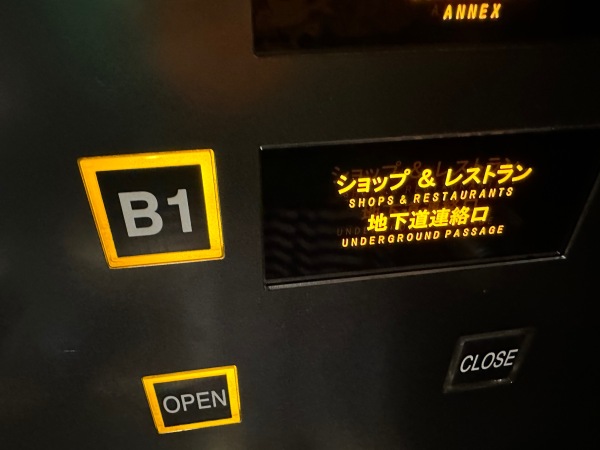 ANNEX
B1
ショップ & レストラン
SHOPS & RESTAURANTS
地下道連絡口
UNDERGROUND PASSAGE
OPEN
CLOSE